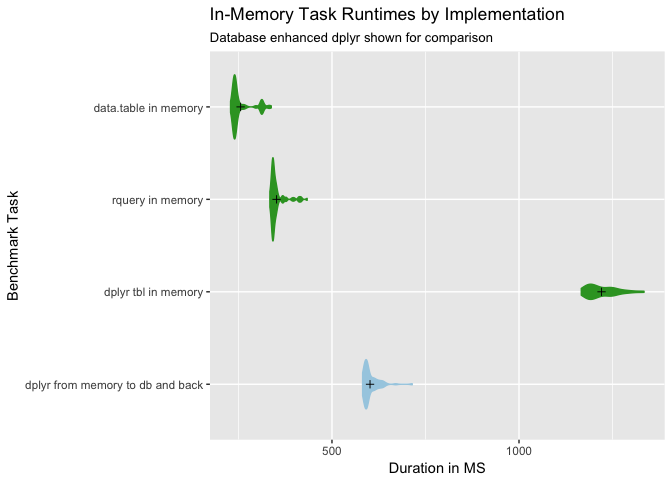 In-Memory Task Runtimes by Implementation
Database enhanced dplyr shown for comparison
Benchmark Task
data.table in memory
rquery in memory
dplyr tbl in memory
dplyr from memory to db and back
500
1000
Duration in MS